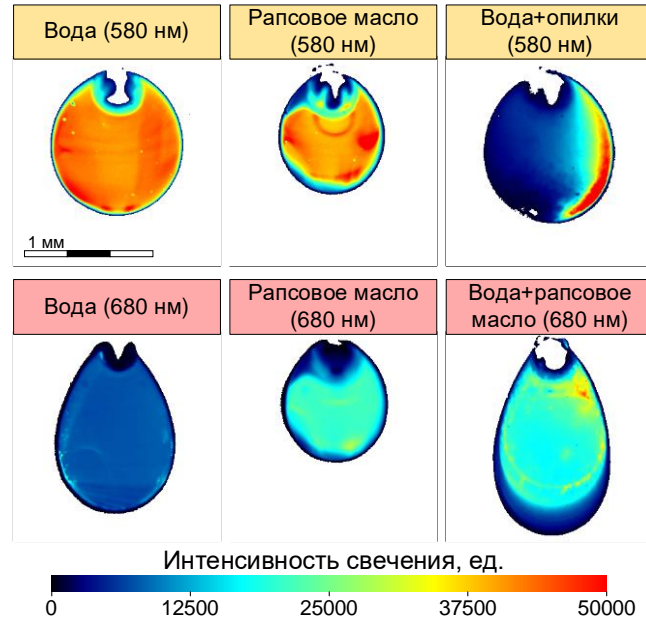 Вода (580 нм)
Рапсовое масло
(580 нм)
Вода+опилки
(580 нм)
1 мм
Вода (680 нм)
Рапсовое масло
(680 нм)
Вода+рапсовое
масло (680 нм)
Интенсивность свечения, ед.
0 12500 25000 37500 50000